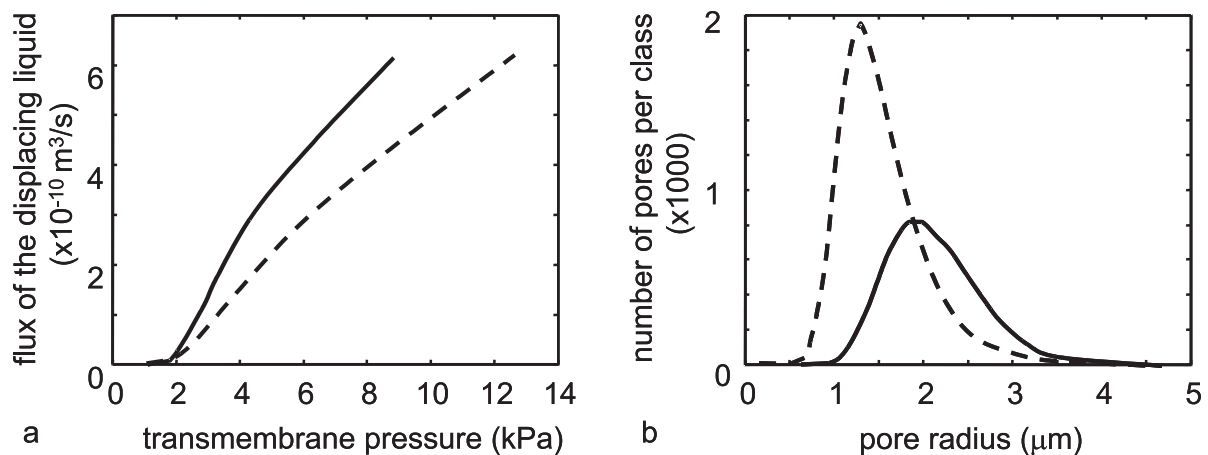 flux of the displacing liquid
(x10⁻¹⁰ m³/s)
6
4
2
0
0 2 4 6 8 10 12 14
a transmembrane pressure (kPa)
number of pores per class
(x1000)
2
1
0
0 1 2 3 4 5
b pore radius (μm)